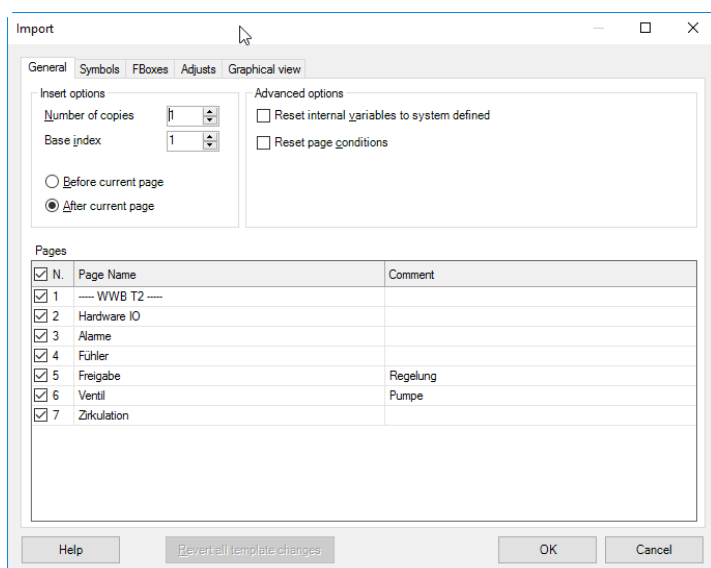 Import
General Symbols FBoxes Adjusts Graphical view
Insert options
Number of copies 1
Base index 1
Before current page
After current page
Advanced options
Reset internal variables to system defined
Reset page conditions
Pages
N. Page Name Comment
1 ----- WWB T2 -----
2 Hardware IO
3 Alarme
4 Fühler
5 Freigabe Regelung
6 Ventil Pumpe
7 Zirkulation
Help Revert all template changes OK Cancel